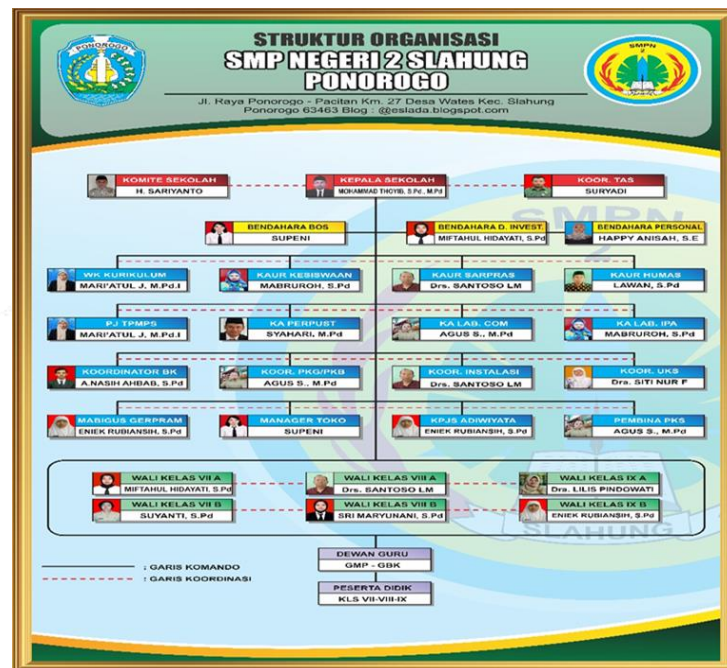 STRUKTUR ORGANISASI
SMP NEGERI 2 SLAHUNG
PONOROGO
Jl. Raya Ponorogo - Pacitan Km. 27 Desa Wates Kec. Slahung
Ponorogo 63463 Blog : @eslada.blogspot.com
PONOROGO
SMPN
KOMITE SEKOLAH
H. SARIYANTO
KEPALA SEKOLAH
MOHAMMAD THOYIB, S.Pd., M.Pd
KOOR. TAS
SURYADI
BENDAHARA BOS
SUPENI
BENDAHARA D. INVEST.
MIFTAHUL HIDAYATI, S.Pd
BENDAHARA PERSONAL
HAPPY ANISAH, S.E
WK KURIKULUM
MARI'ATUL J, M.Pd.I
KAUR KESISWAAN
MABRUROH, S.Pd
KAUR SARPRAS
Drs. SANTOSO LM
KAUR HUMAS
LAWAN, S.Pd
PJ TPMPS
MARI'ATUL J, M.Pd.I
KA PERPUST
SYAHARI, M.Pd
KA LAB. COM
AGUS S., M.Pd
KA LAB. IPA
MABRUROH, S.Pd
KOORDINATOR BK
A.NASIH AHBAB, S.Pd
KOOR. PKG/PKB
AGUS S., M.Pd
KOOR. INSTALASI
Drs. SANTOSO LM
KOOR. UKS
Dra. SITI NUR F
MABIGUS GERPRAM
ENIEK RUBIANSIH, S.Pd
MANAGER TOKO
SUPENI
KPJS ADIWIYATA
ENIEK RUBIANSIH, S.Pd
PEMBINA PKS
AGUS S., M.Pd
WALI KELAS VII A
MIFTAHUL HIDAYATI, S.Pd
WALI KELAS VIII A
Drs. SANTOSO LM
WALI KELAS IX A
Dra. LILIS PINDOWATI
WALI KELAS VII B
SUYANTI, S.Pd
WALI KELAS VIII B
SRI MARYUNANI, S.Pd
WALI KELAS IX B
ENIEK RUBIANSIH, S.Pd
DEWAN GURU
GMP - GBK
PESERTA DIDIK
KLS VII-VIII-IX
: GARIS KOMANDO
: GARIS KOORDINASI
SMPN
2
SLAHUNG